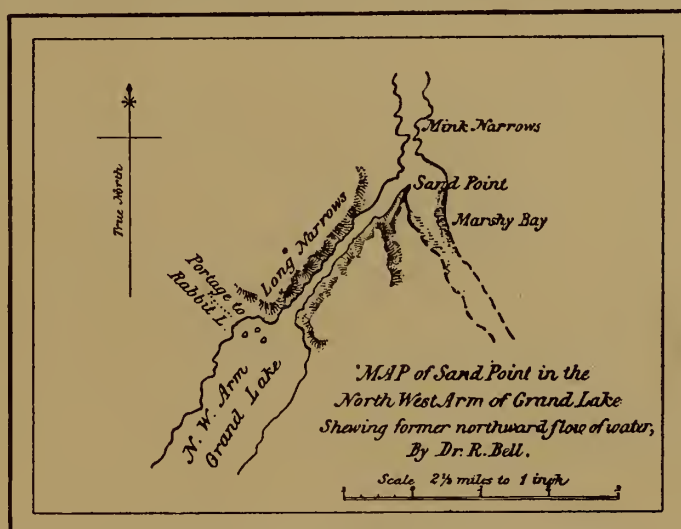 True North
Mink Narrows
Sand Point
Marshy Bay
Long Narrows
Portage to
Rabbit L.
N. W. Arm
Grand Lake
MAP of Sand Point in the
North West Arm of Grand Lake
Shewing former northward flow of water,
By Dr. R. Bell.
Scale 2½ miles to 1 inch